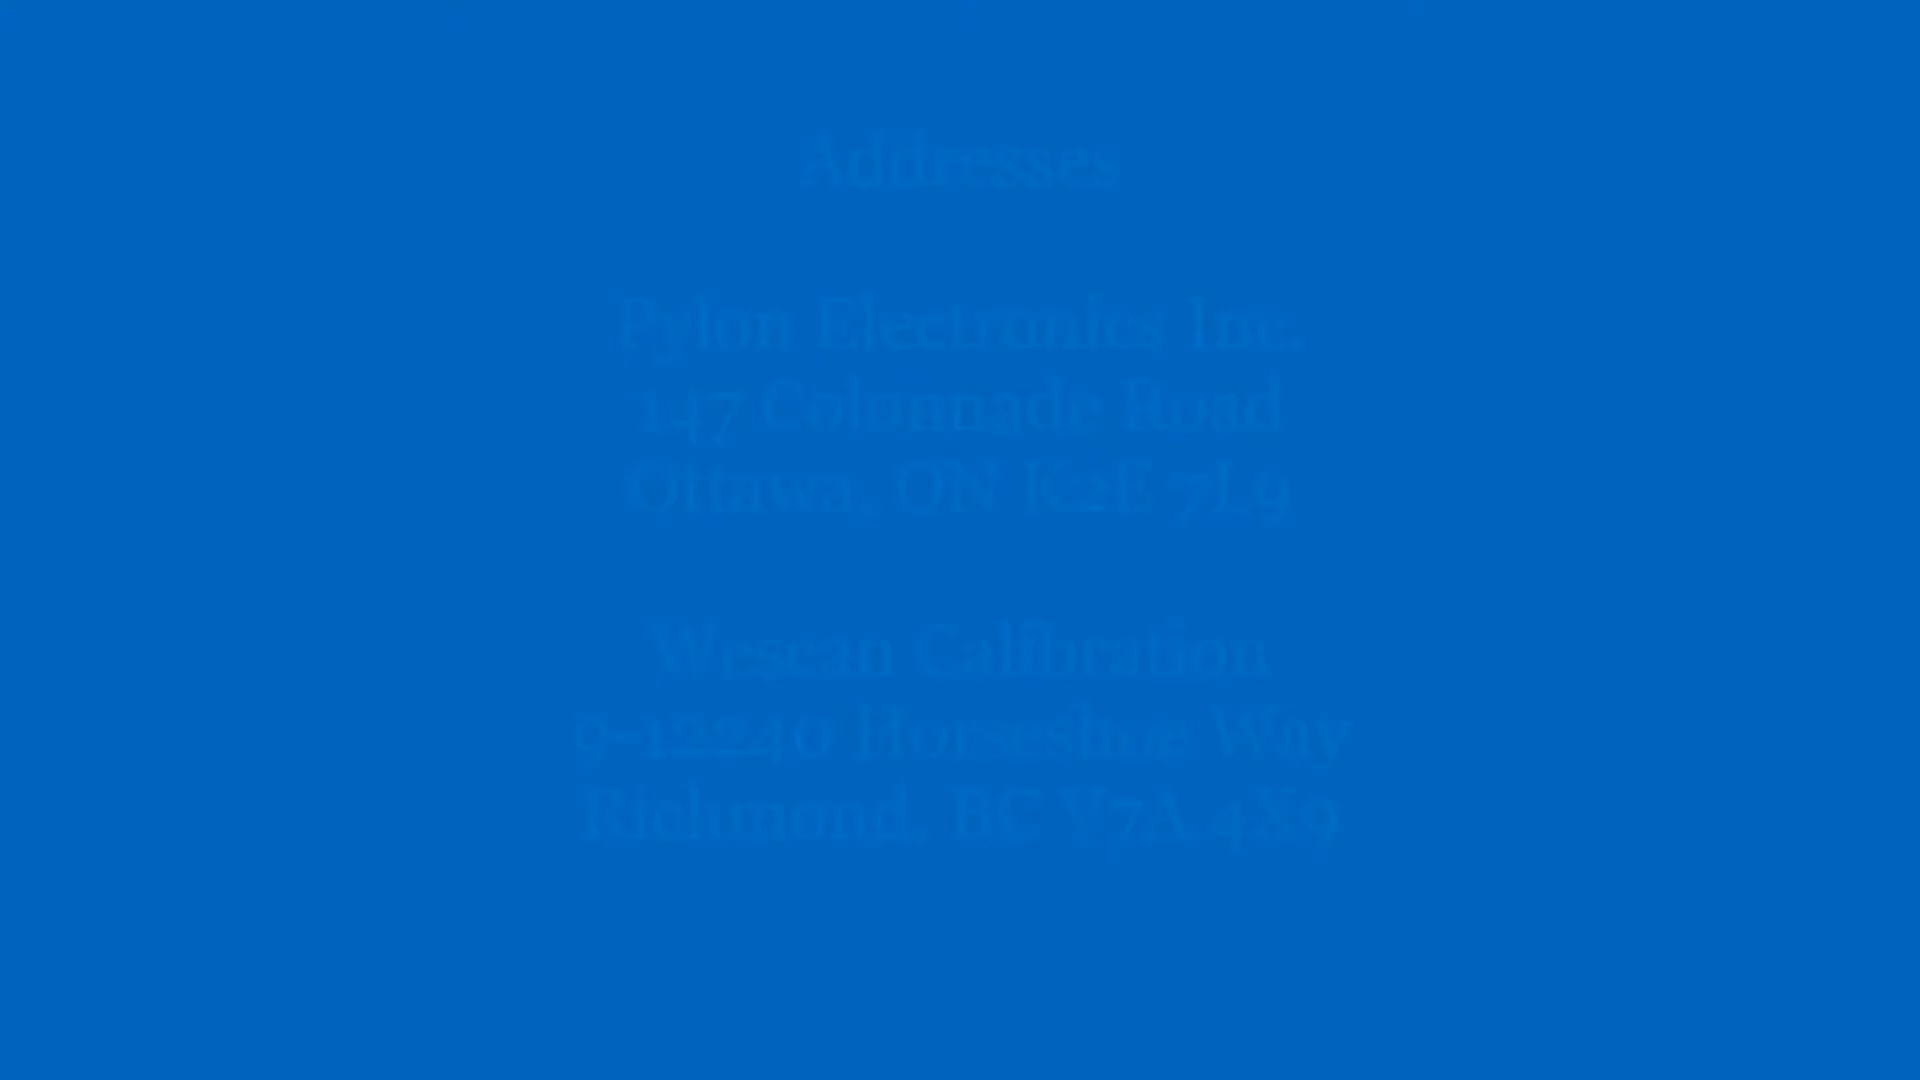 Addresses
Pylon Electronics Inc.
147 Colonnade Road
Ottawa, ON K2E 7L9
Wescan Calibration
9-12240 Horseshoe Way
Richmond, BC V7A 4X9